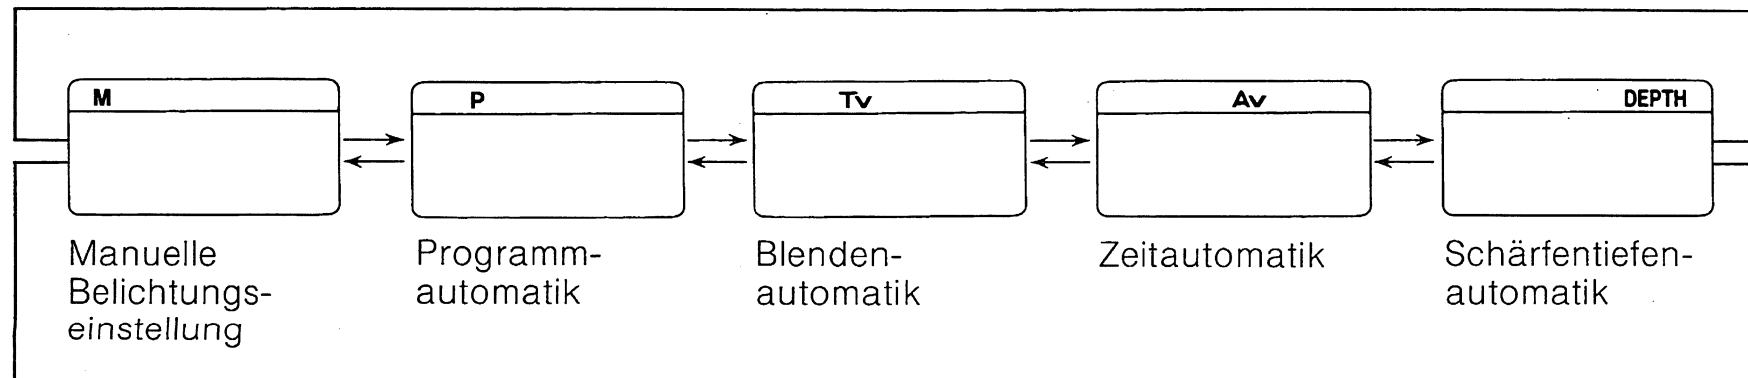 M
P
Tv
Av
DEPTH
Manuelle
Belichtungs-
einstellung
Programm-
automatik
Blenden-
automatik
Zeitautomatik
Schärfentiefen-
automatik